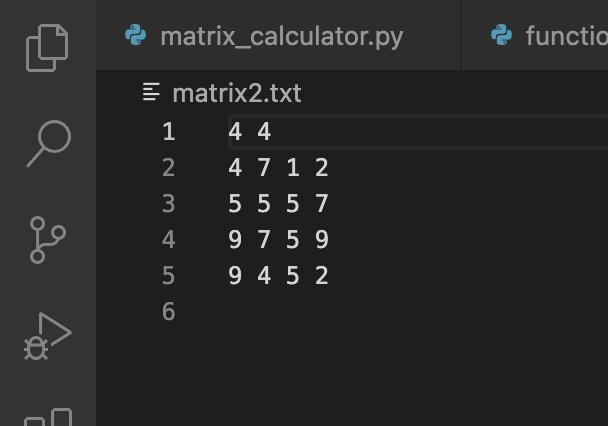 matrix_calculator.py functio
matrix2.txt
1 4 4
2 4 7 1 2
3 5 5 5 7
4 9 7 5 9
5 9 4 5 2
6